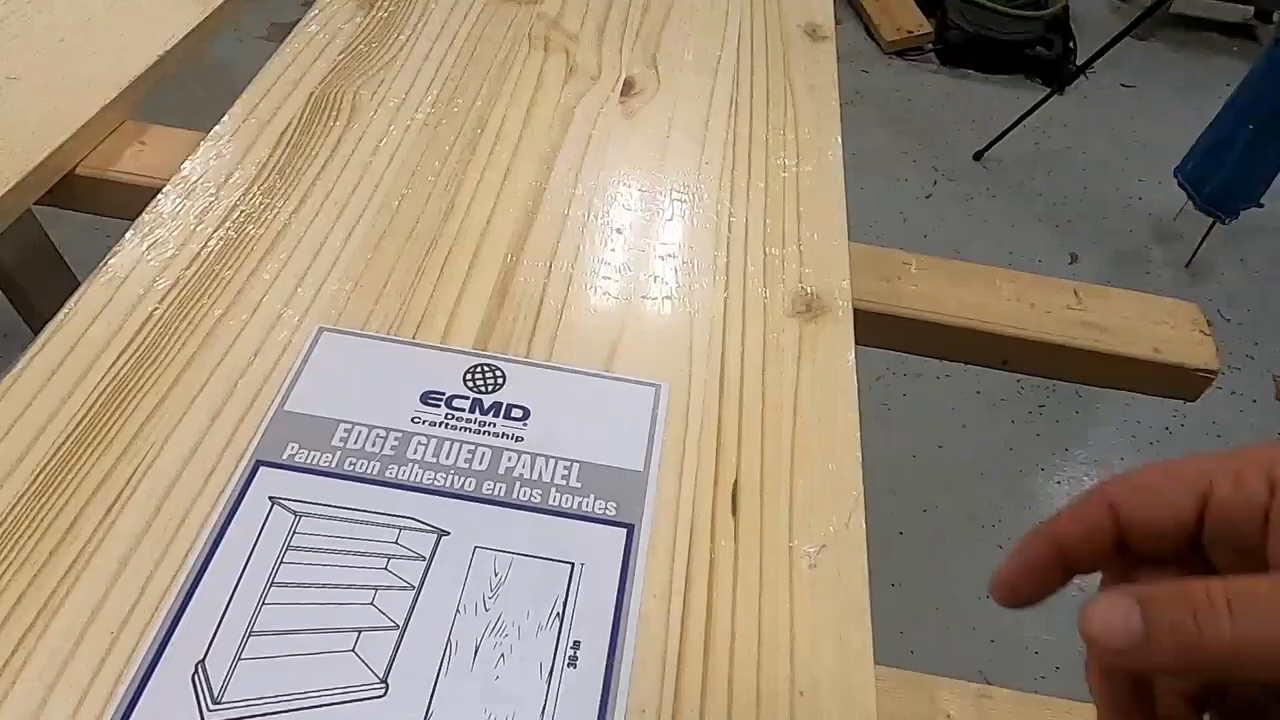 ECMD
Design
Craftsmanship
EDGE GLUED PANEL
Panel con adhesivo en los bordes
36-in